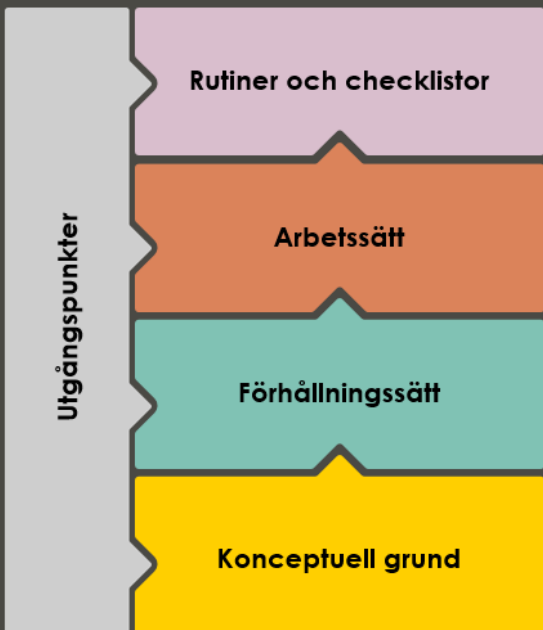 Utgångspunkter
Rutiner och checklistor
Arbetssätt
Förhållningssätt
Konceptuell grund